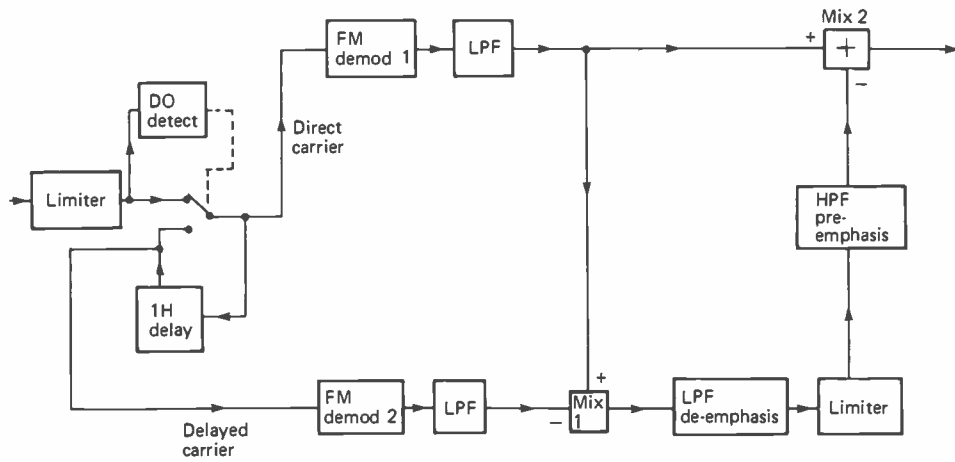 Mix 2
FM
demod 1
LPF
+
+
−
DO
detect
Direct
carrier
Limiter
HPF
pre-
emphasis
1H
delay
+
FM
demod 2
LPF
−
Mix
1
LPF
de-emphasis
Limiter
Delayed
carrier